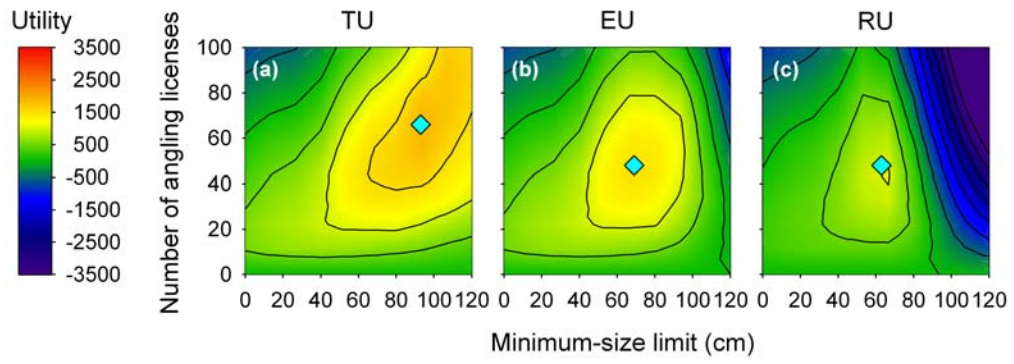 Utility
TU
EU
RU
3500
2500
1500
500
-500
-1500
-2500
-3500
Number of angling licenses
100
80
60
40
20
0
(a)
(b)
(c)
0 20 40 60 80 100 120
0 20 40 60 80 100 120
0 20 40 60 80 100 120
Minimum-size limit (cm)